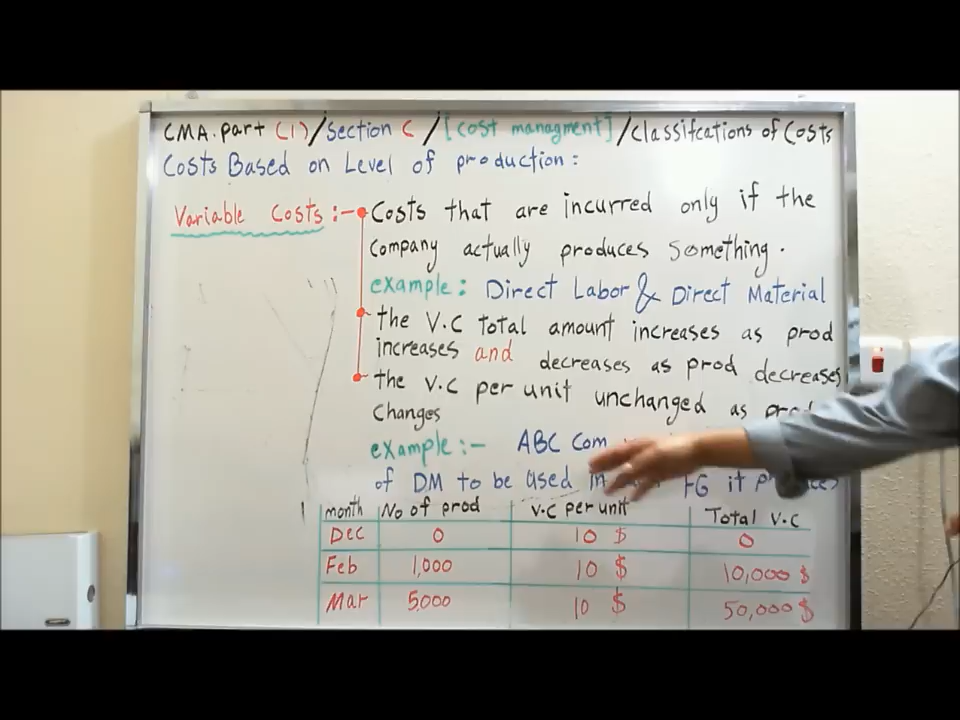 CMA.part (1)/section C /[cost managment]/classifcations of Costs
Costs Based on Level of production:
Variable Costs :- Costs that are incurred only if the
company actually produces something.
example: Direct Labor & Direct Material
the V.C total amount increases as prod
increases and decreases as prod decreases
the V.C per unit unchanged as
changes
example:- ABC
of DM to be used FG it
month No of prod V.C per unit Total V.C
Dec 0 10 $ 0
Feb 1,000 10 $ 10,000 $
Mar 5,000 10 $ 50,000 $